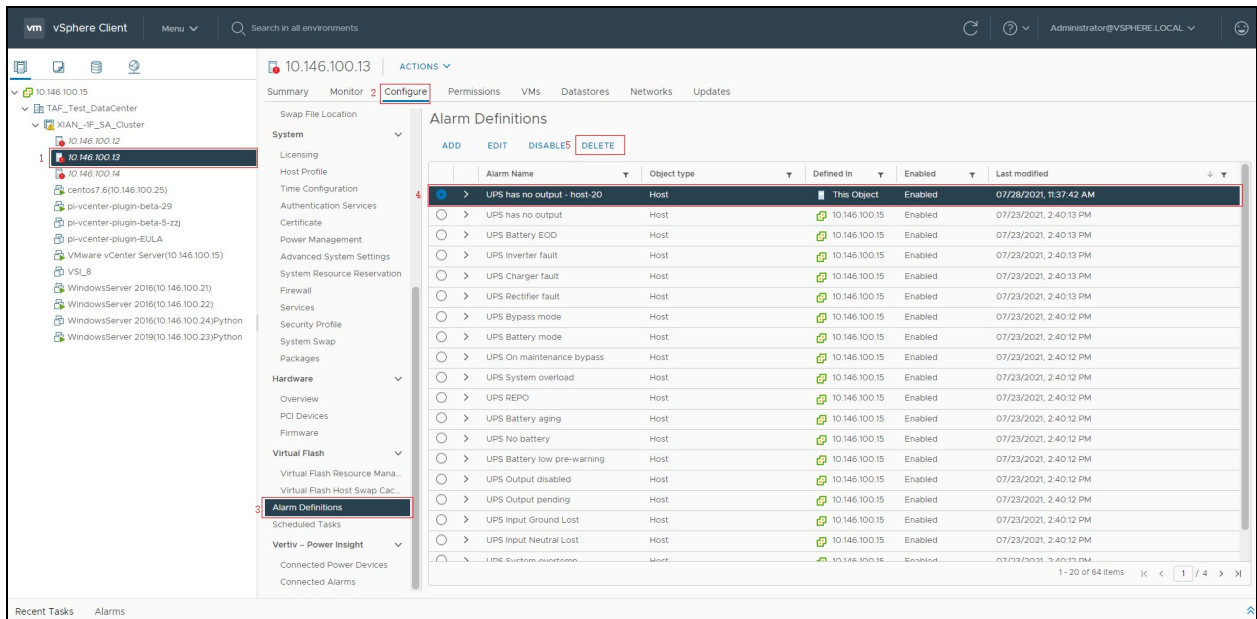 vm vSphere Client Menu Search in all environments Administrator@VSPHERE.LOCAL
10.146.100.15
TAF_Test_DataCenter
XIAN_-1F_SA_Cluster
10.146.100.12
1 10.146.100.13
10.146.100.14
centos7.6(10.146.100.25)
pi-vcenter-plugin-beta-29
pi-vcenter-plugin-beta-5-zzj
pi-vcenter-plugin-EULA
VMware vCenter Server(10.146.100.15)
VSI_8
WindowsServer 2016(10.146.100.21)
WindowsServer 2016(10.146.100.22)
WindowsServer 2016(10.146.100.24)Python
WindowsServer 2019(10.146.100.23)Python
10.146.100.13 ACTIONS
Summary Monitor 2 Configure Permissions VMs Datastores Networks Updates
Swap File Location
System
Licensing
Host Profile
Time Configuration
Authentication Services
Certificate
Power Management
Advanced System Settings
System Resource Reservation
Firewall
Services
Security Profile
System Swap
Packages
Hardware
Overview
PCI Devices
Firmware
Virtual Flash
Virtual Flash Resource Mana...
Virtual Flash Host Swap Cac...
3 Alarm Definitions
Scheduled Tasks
Vertiv – Power Insight
Connected Power Devices
Connected Alarms
Alarm Definitions
ADD EDIT DISABLE 5 DELETE
Alarm Name Object type Defined In Enabled Last modified
4 UPS has no output - host-20 Host This Object Enabled 07/28/2021, 11:37:42 AM
UPS has no output Host 10.146.100.15 Enabled 07/23/2021, 2:40:13 PM
UPS Battery EOD Host 10.146.100.15 Enabled 07/23/2021, 2:40:13 PM
UPS Inverter fault Host 10.146.100.15 Enabled 07/23/2021, 2:40:13 PM
UPS Charger fault Host 10.146.100.15 Enabled 07/23/2021, 2:40:13 PM
UPS Rectifier fault Host 10.146.100.15 Enabled 07/23/2021, 2:40:13 PM
UPS Bypass mode Host 10.146.100.15 Enabled 07/23/2021, 2:40:12 PM
UPS Battery mode Host 10.146.100.15 Enabled 07/23/2021, 2:40:12 PM
UPS On maintenance bypass Host 10.146.100.15 Enabled 07/23/2021, 2:40:12 PM
UPS System overload Host 10.146.100.15 Enabled 07/23/2021, 2:40:12 PM
UPS REPO Host 10.146.100.15 Enabled 07/23/2021, 2:40:12 PM
UPS Battery aging Host 10.146.100.15 Enabled 07/23/2021, 2:40:12 PM
UPS No battery Host 10.146.100.15 Enabled 07/23/2021, 2:40:12 PM
UPS Battery low pre-warning Host 10.146.100.15 Enabled 07/23/2021, 2:40:12 PM
UPS Output disabled Host 10.146.100.15 Enabled 07/23/2021, 2:40:12 PM
UPS Output pending Host 10.146.100.15 Enabled 07/23/2021, 2:40:12 PM
UPS Input Ground Lost Host 10.146.100.15 Enabled 07/23/2021, 2:40:12 PM
UPS Input Neutral Lost Host 10.146.100.15 Enabled 07/23/2021, 2:40:12 PM
UPS System overtemp Host 10.146.100.15 Enabled 07/23/2021, 2:40:12 PM
1 - 20 of 64 items 1 / 4
Recent Tasks Alarms